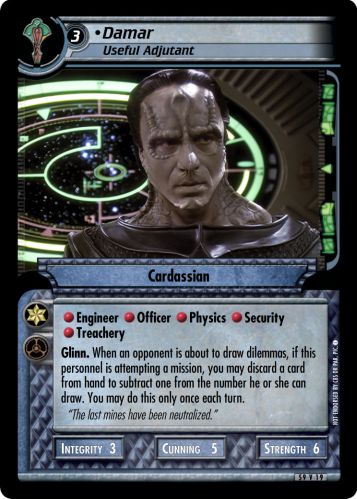 3
•Damar
Useful Adjutant
Cardassian
Engineer Officer Physics Security
Treachery
Glinn. When an opponent is about to draw dilemmas, if this
personnel is attempting a mission, you may discard a card
from hand to subtract one from the number he or she can
draw. You may do this only once each turn.
"The last mines have been neutralized."
INTEGRITY 3 CUNNING 5 STRENGTH 6
59 V 19